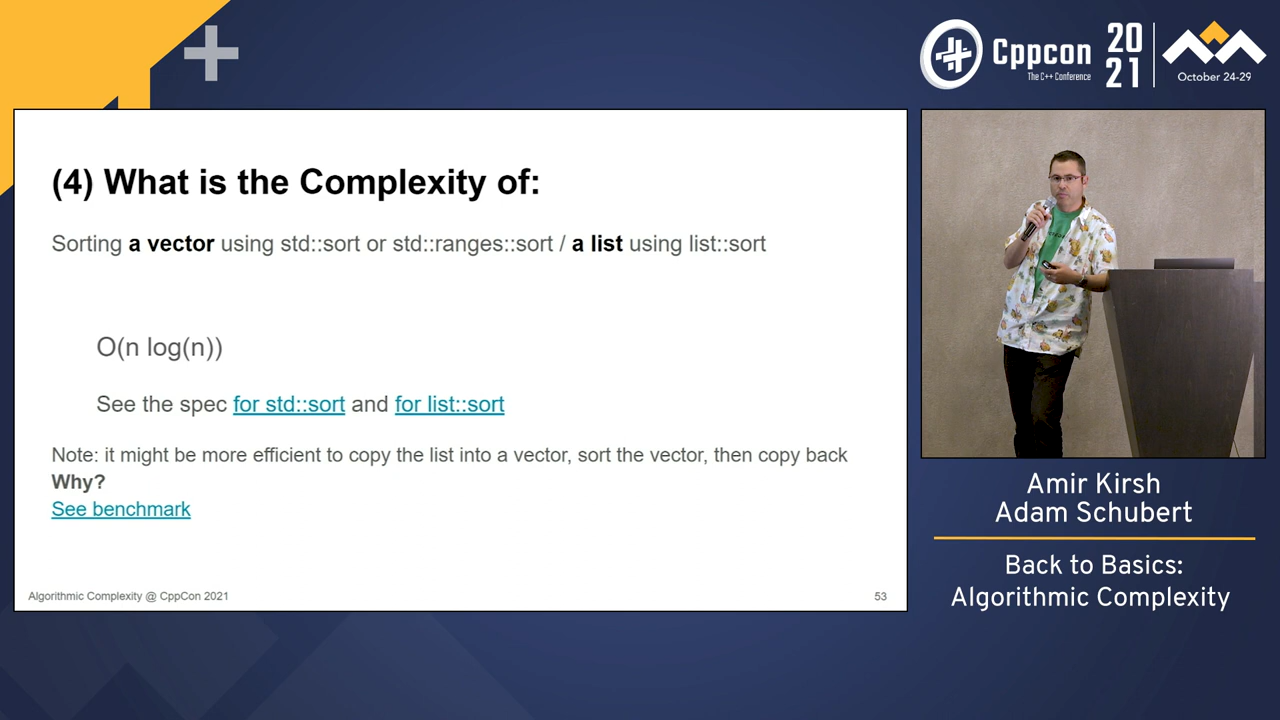 Cppcon
The C++ Conference
20
21
October 24-29
(4) What is the Complexity of:
Sorting a vector using std::sort or std::ranges::sort / a list using list::sort
O(n log(n))
See the spec for std::sort and for list::sort
Note: it might be more efficient to copy the list into a vector, sort the vector, then copy back
Why?
See benchmark
Algorithmic Complexity @ CppCon 2021
53
Amir Kirsh
Adam Schubert
Back to Basics:
Algorithmic Complexity